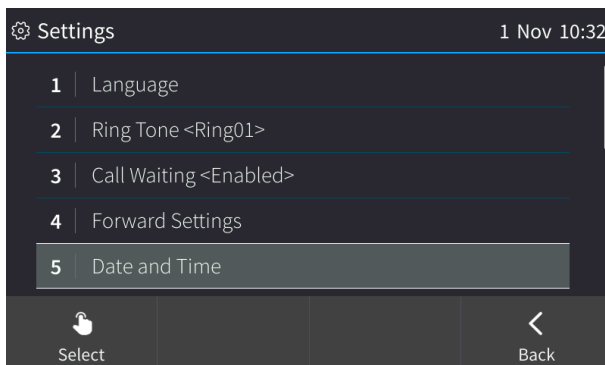 Settings 1 Nov 10:32
1 Language
2 Ring Tone <Ring01>
3 Call Waiting <Enabled>
4 Forward Settings
5 Date and Time
Select Back